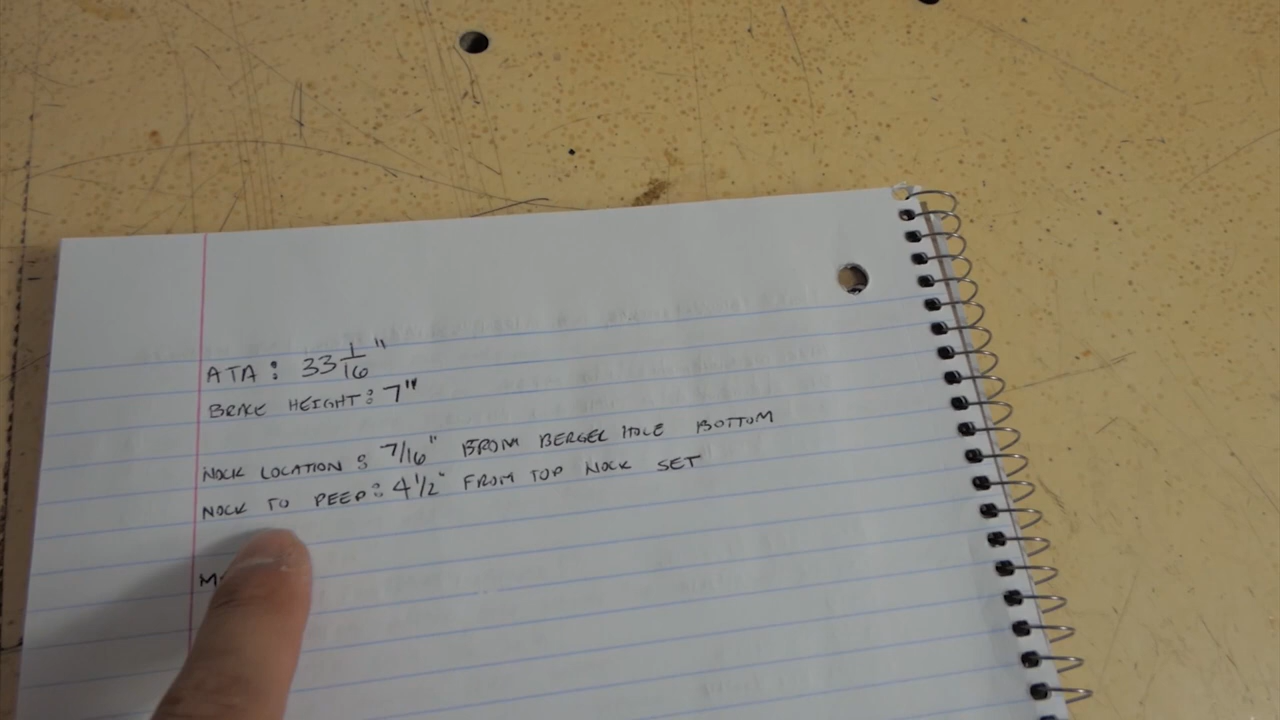 ATA: 33 1/16"
BRACE HEIGHT: 7"
NOCK LOCATION: 7/16" FROM BERGER HOLE BOTTOM
NOCK TO PEEP: 4 1/2" FROM TOP NOCK SET